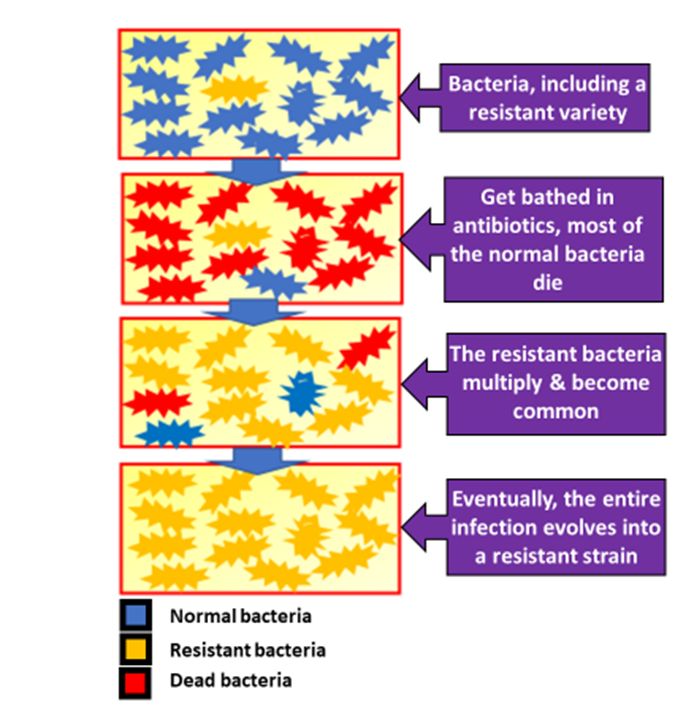 Bacteria, including a
resistant variety
Get bathed in
antibiotics, most of
the normal bacteria
die
The resistant bacteria
multiply & become
common
Eventually, the entire
infection evolves into
a resistant strain
Normal bacteria
Resistant bacteria
Dead bacteria